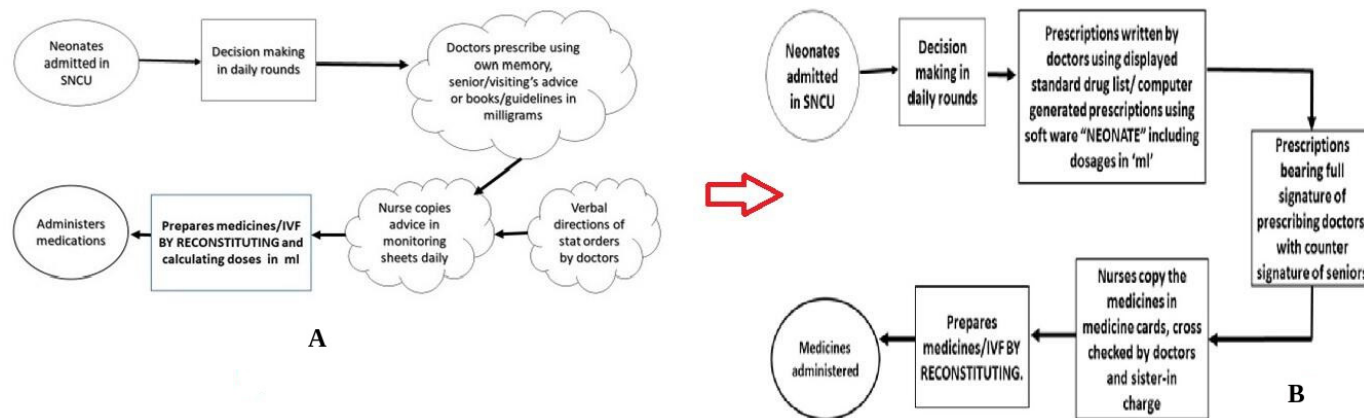 Neonates
admitted in
SNCU
Decision making
in daily rounds
Doctors prescribe using
own memory,
senior/visiting's advice
or books/guidelines in
milligrams
Administers
medications
Prepares medicines/IVF
BY RECONSTITUTING and
calculating doses in ml
Nurse copies
advice in
monitoring
sheets daily
Verbal
directions of
stat orders
by doctors
A
Neonates
admitted
in SNCU
Decision
making in
daily rounds
Prescriptions written by
doctors using displayed
standard drug list/ computer
generated prescriptions using
soft ware “NEONATE” including
dosages in ‘ml’
Prescriptions
bearing full
signature of
prescribing doctors
with counter
signature of seniors
Nurses copy the
medicines in
medicine cards, cross
checked by doctors
and sister-in
charge
Prepares
medicines/IVF BY
RECONSTITUTING.
Medicines
administered
B